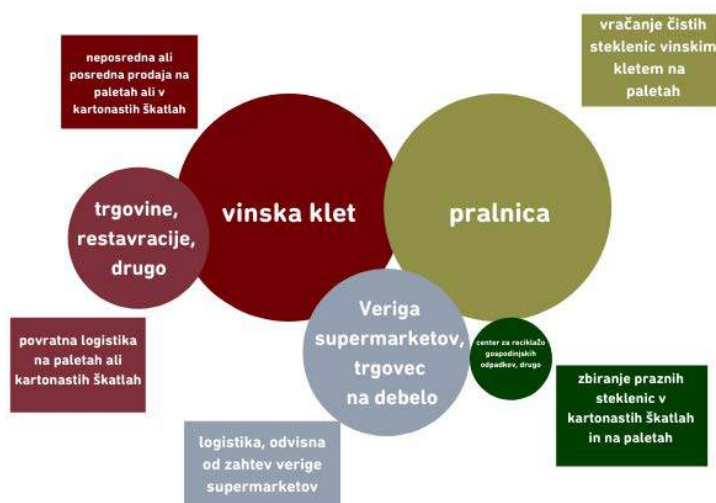 neposredna ali
posredna prodaja na
paletah ali v
kartonastih škatlah
vračanje čistih
steklenic vinskim
kletem na
paletah
trgovine,
restavracije,
drugo
vinska klet
pralnica
Veriga
supermarketov,
trgovec
na debelo
center za reciklažo
gospodinjskih
odpadkov, drugo
povratna logistika
na paletah ali
kartonastih škatlah
zbiranje praznih
steklenic v
kartonastih škatlah
in na paletah
logistika, odvisna
od zahtev verige
supermarketov